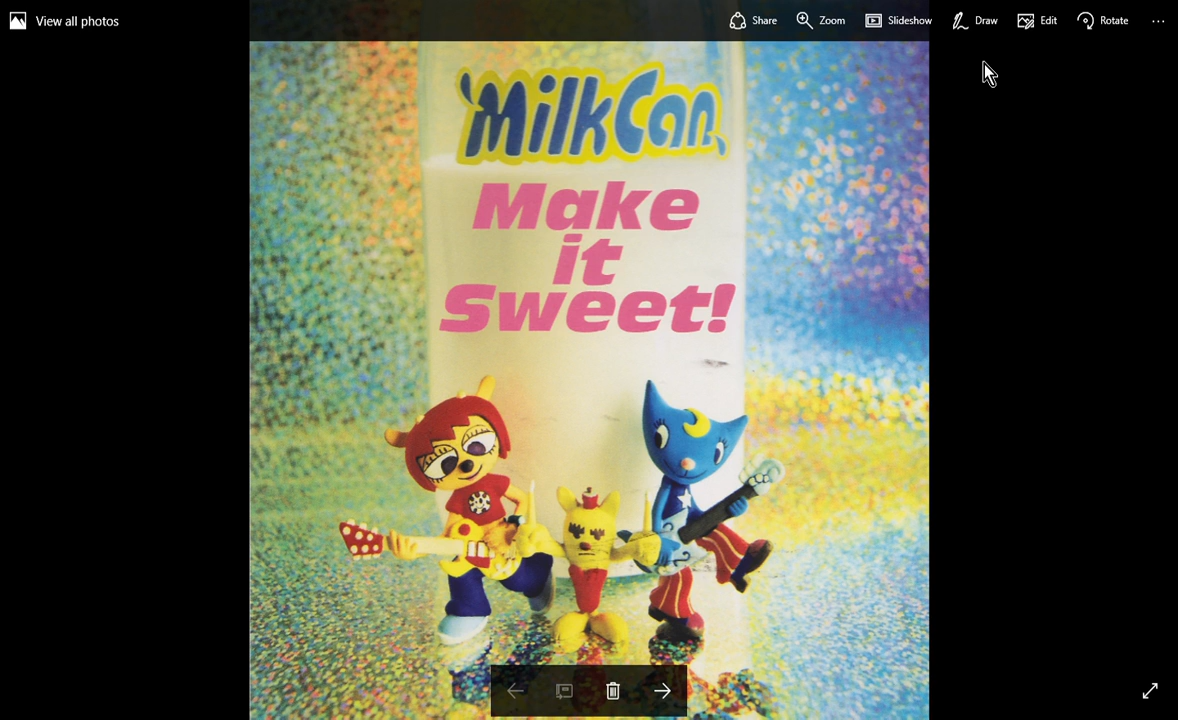 View all photos
Share
Zoom
Slideshow
Draw
Edit
Rotate
MilkCan
Make
it
Sweet!